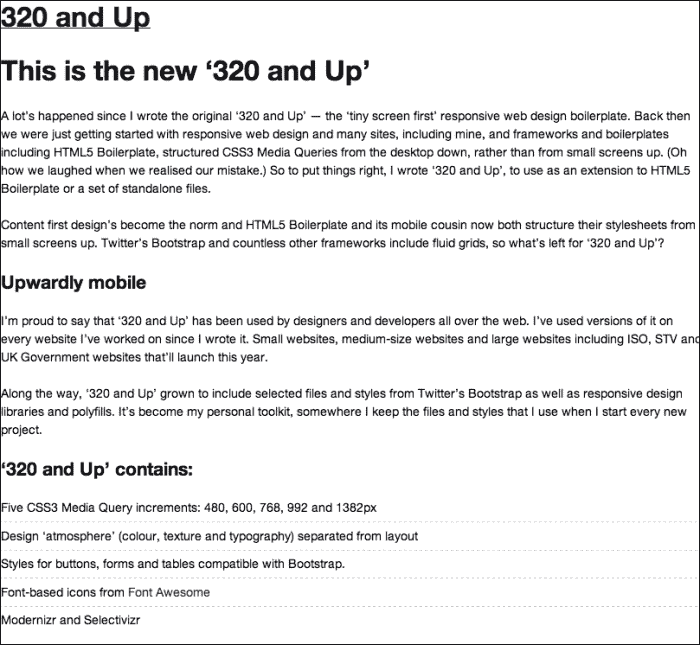 320 and Up
This is the new ‘320 and Up’
A lot’s happened since I wrote the original ‘320 and Up’ — the ‘tiny screen first’ responsive web design boilerplate. Back then
we were just getting started with responsive web design and many sites, including mine, and frameworks and boilerplates
including HTML5 Boilerplate, structured CSS3 Media Queries from the desktop down, rather than from small screens up. (Oh
how we laughed when we realised our mistake.) So to put things right, I wrote ‘320 and Up’, to use as an extension to HTML5
Boilerplate or a set of standalone files.
Content first design’s become the norm and HTML5 Boilerplate and its mobile cousin now both structure their stylesheets from
small screens up. Twitter’s Bootstrap and countless other frameworks include fluid grids, so what’s left for ‘320 and Up’?
Upwardly mobile
I’m proud to say that ‘320 and Up’ has been used by designers and developers all over the web. I’ve used versions of it on
every website I’ve worked on since I wrote it. Small websites, medium-size websites and large websites including ISO, STV and
UK Government websites that’ll launch this year.
Along the way, ‘320 and Up’ grown to include selected files and styles from Twitter’s Bootstrap as well as responsive design
libraries and polyfills. It’s become my personal toolkit, somewhere I keep the files and styles that I use when I start every new
project.
‘320 and Up’ contains:
Five CSS3 Media Query increments: 480, 600, 768, 992 and 1382px
Design ‘atmosphere’ (colour, texture and typography) separated from layout
Styles for buttons, forms and tables compatible with Bootstrap.
Font-based icons from Font Awesome
Modernizr and Selectivizr